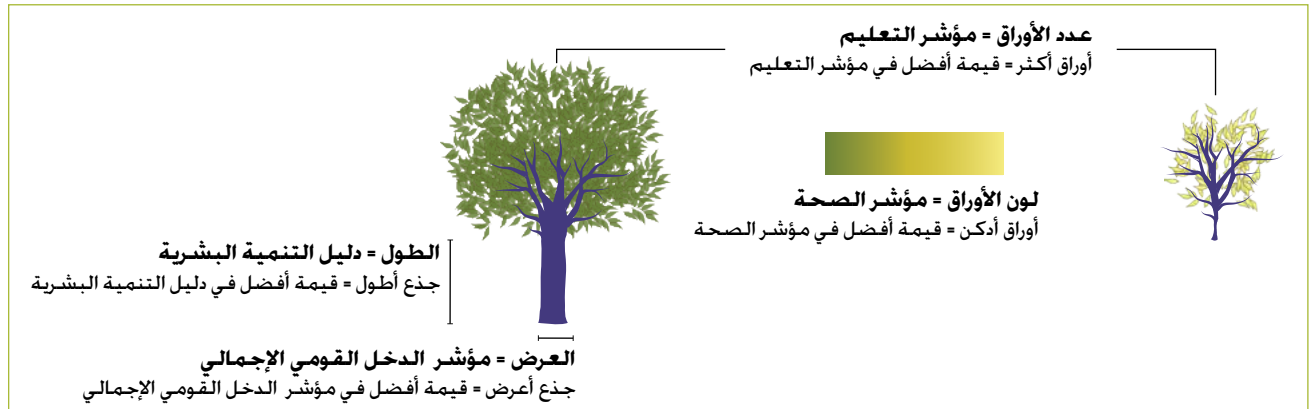 عدد الأوراق = مؤشر التعليم
أوراق أكثر = قيمة أفضل في مؤشر التعليم
لون الأوراق = مؤشر الصحة
أوراق أدكن = قيمة أفضل في مؤشر الصحة
الطول = دليل التنمية البشرية
جذع أطول = قيمة أفضل في دليل التنمية البشرية
العرض = مؤشر الدخل القومي الإجمالي
جذع أعرض = قيمة أفضل في مؤشر الدخل القومي الإجمالي